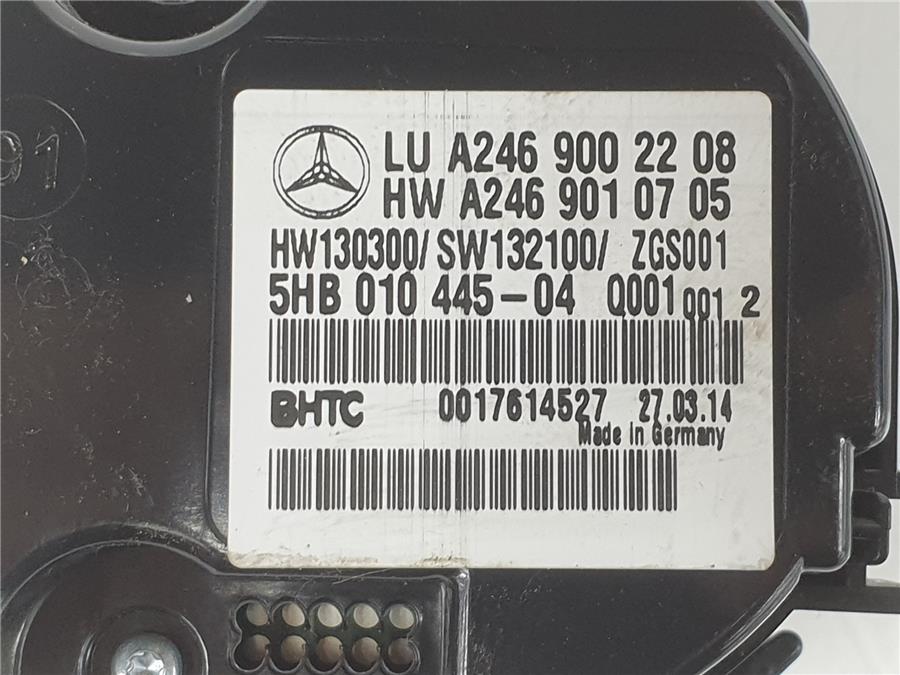 91
LU A246 900 22 08
HW A246 901 07 05
HW130300/SW132100/ ZGS001
5HB 010 445-04 Q001 001 2
BHTC 0017614527 27.03.14
Made in Germany